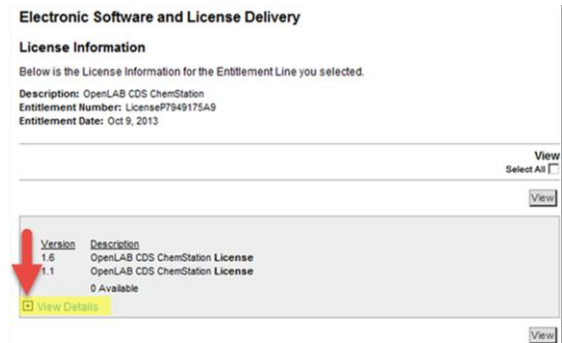 Electronic Software and License Delivery
License Information
Below is the License Information for the Entitlement Line you selected.
Description: OpenLAB CDS ChemStation
Entitlement Number: LicenseP7949175A9
Entitlement Date: Oct 9, 2013
View
Select All
View
Version Description
1.6 OpenLAB CDS ChemStation License
1.1 OpenLAB CDS ChemStation License
0 Available
View Details
View